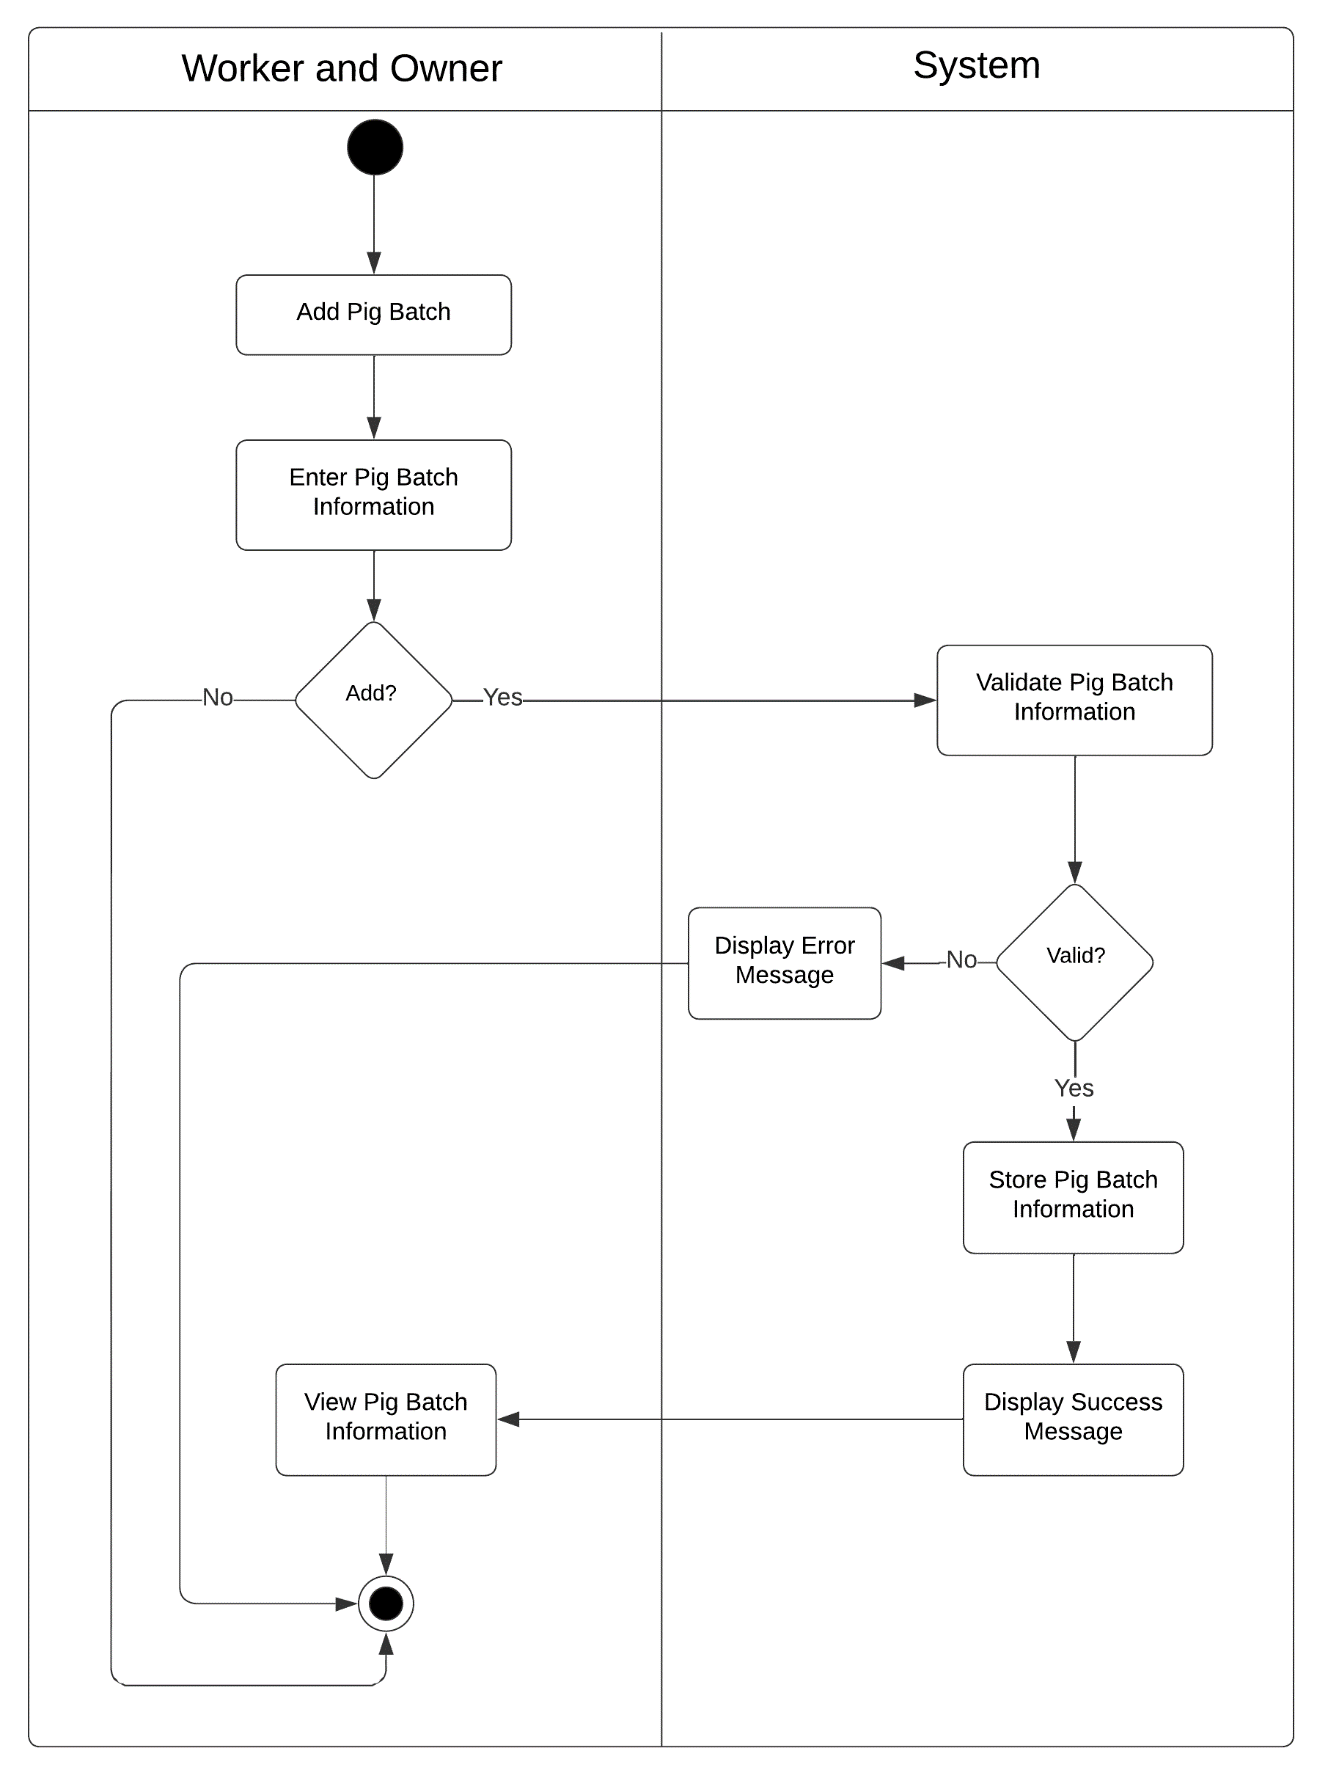 Worker and Owner
System
Add Pig Batch
Enter Pig Batch
Information
Add?
No
Yes
Validate Pig Batch
Information
Valid?
No
Display Error
Message
Yes
Store Pig Batch
Information
Display Success
Message
View Pig Batch
Information